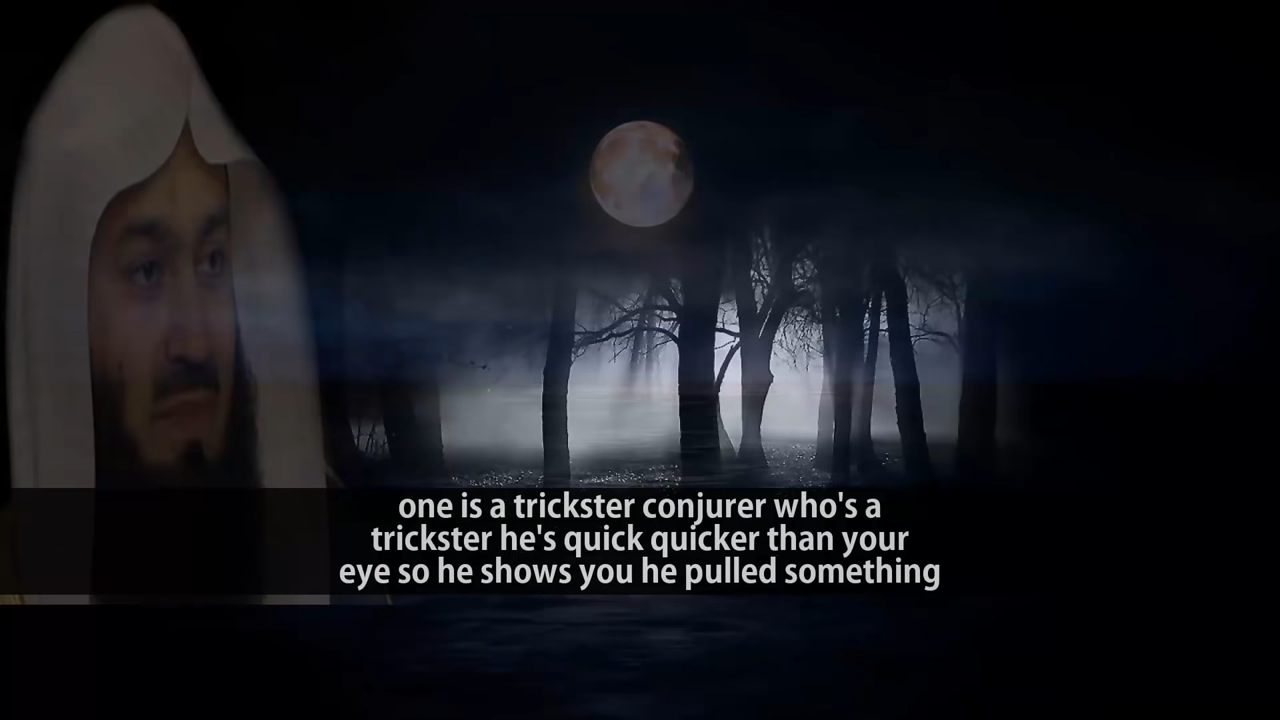 one is a trickster conjurer who's a
trickster he's quick quicker than your
eye so he shows you he pulled something